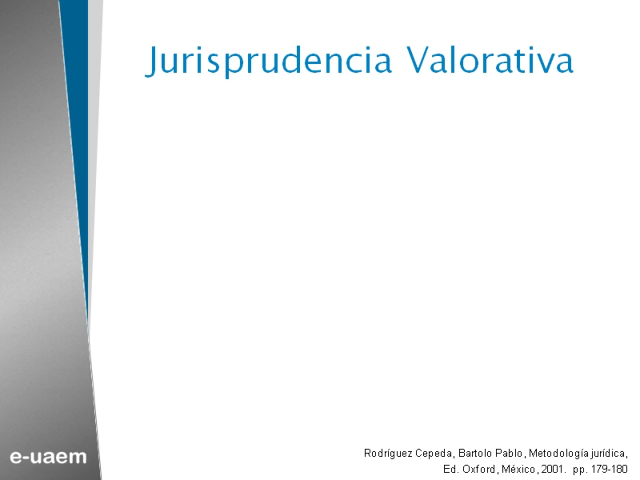 Jurisprudencia Valorativa
e-uaem
Rodríguez Cepeda, Bartolo Pablo, Metodología jurídica,
Ed. Oxford, México, 2001.  pp. 179-180